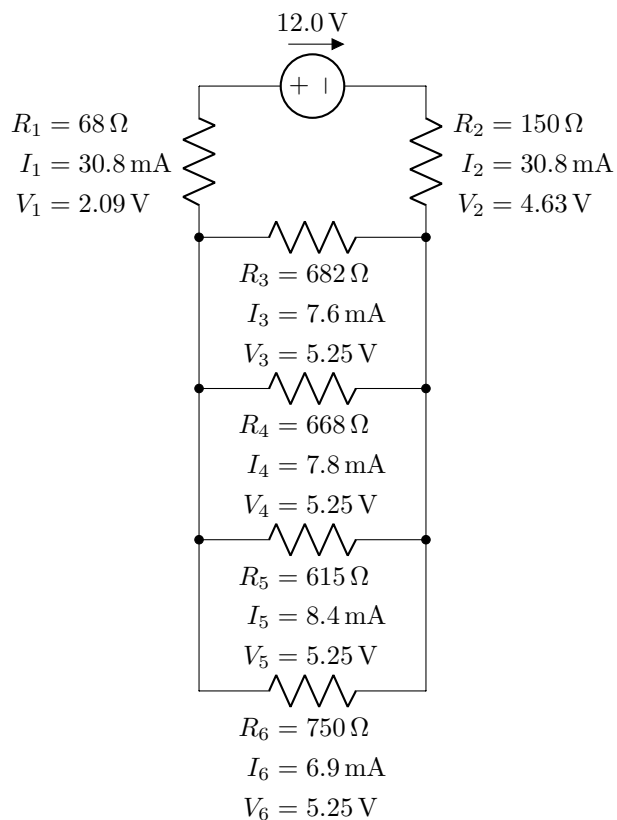 12.0 V
+ −
R₁ = 68 Ω
I₁ = 30.8 mA
V₁ = 2.09 V
R₂ = 150 Ω
I₂ = 30.8 mA
V₂ = 4.63 V
R₃ = 682 Ω
I₃ = 7.6 mA
V₃ = 5.25 V
R₄ = 668 Ω
I₄ = 7.8 mA
V₄ = 5.25 V
R₅ = 615 Ω
I₅ = 8.4 mA
V₅ = 5.25 V
R₆ = 750 Ω
I₆ = 6.9 mA
V₆ = 5.25 V